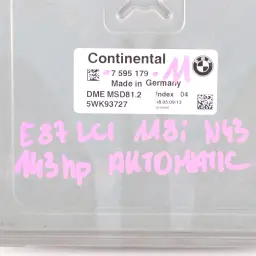 Continental
7 595 179
11
Made in Germany
DME MSD81.2 Index 04
5WK93727
E87 LCI 118i N43
143hp AUTOMATIC